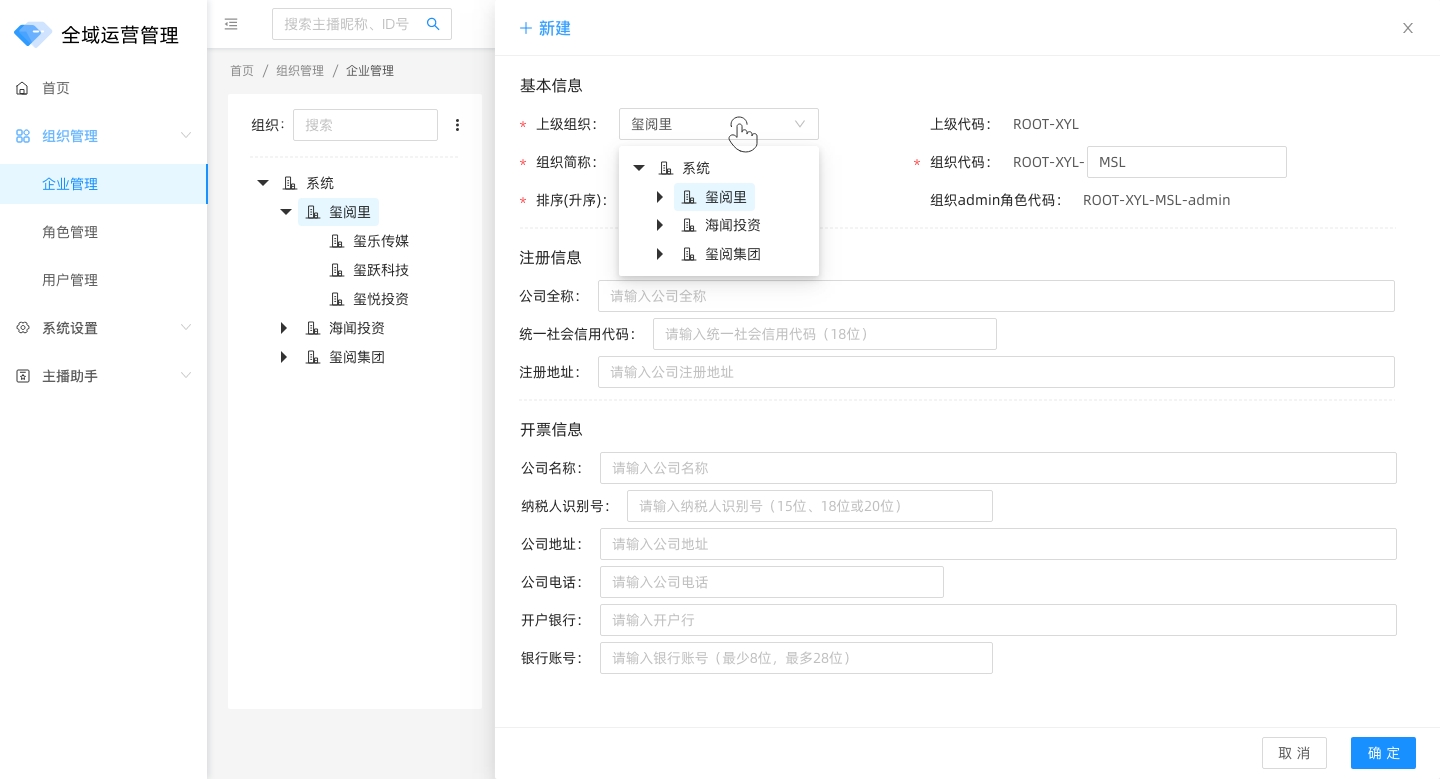 全域运营管理
首页
组织管理
企业管理
角色管理
用户管理
系统设置
主播助手
搜索主播昵称、ID号
首页 / 组织管理 / 企业管理
组织: 搜索
系统
玺阅里
玺乐传媒
玺跃科技
玺悦投资
海闻投资
玺阅集团
+ 新建
X
基本信息
* 上级组织: 玺阅里
上级代码: ROOT-XYL
* 组织简称:
* 组织代码: ROOT-XYL- MSL
* 排序(升序):
组织admin角色代码: ROOT-XYL-MSL-admin
系统
玺阅里
海闻投资
玺阅集团
注册信息
公司全称: 请输入公司全称
统一社会信用代码: 请输入统一社会信用代码（18位）
注册地址: 请输入公司注册地址
开票信息
公司名称: 请输入公司名称
纳税人识别号: 请输入纳税人识别号（15位、18位或20位）
公司地址: 请输入公司地址
公司电话: 请输入公司电话
开户银行: 请输入开户行
银行账号: 请输入银行账号（最少8位，最多28位）
取 消
确 定